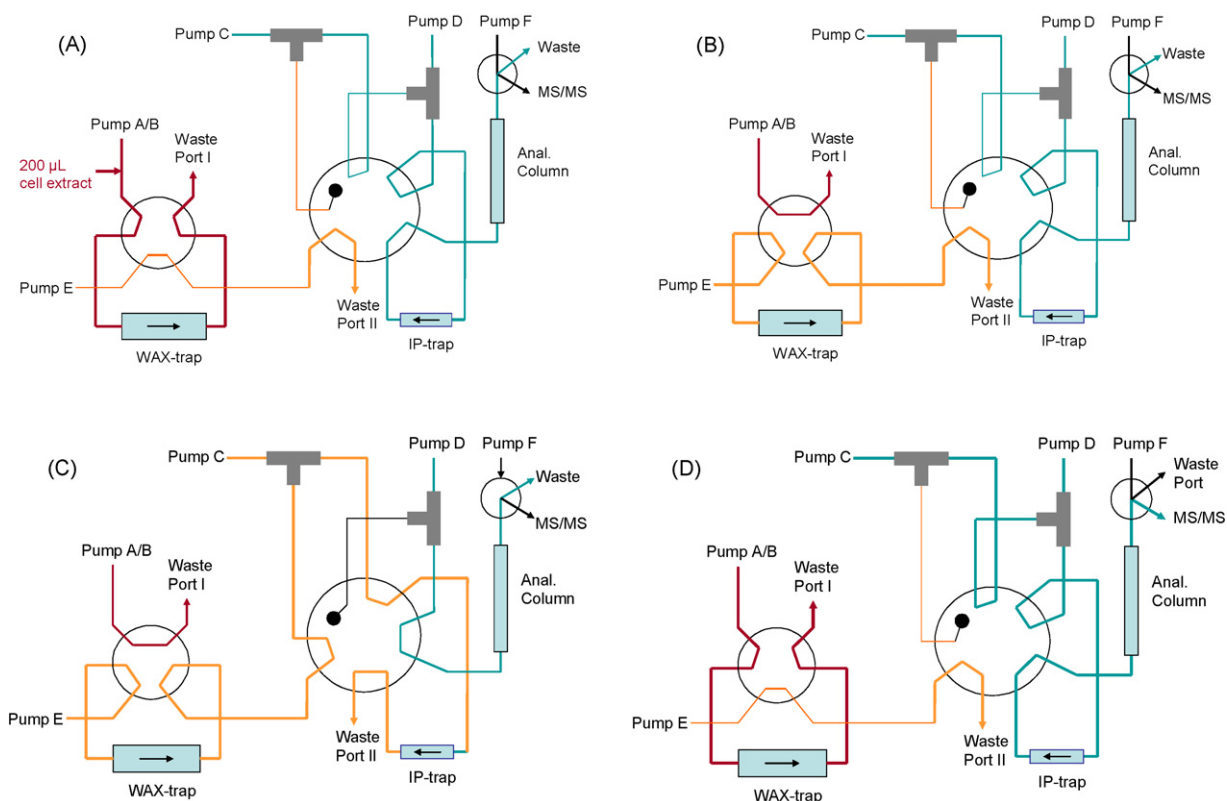 (A)
Pump C
Pump D
Pump F
Waste
MS/MS
Pump A/B
Waste
Port I
200 µL
cell extract
Anal.
Column
Pump E
Waste
Port II
WAX-trap
IP-trap
(B)
Pump C
Pump D
Pump F
Waste
MS/MS
Pump A/B
Waste
Port I
Anal.
Column
Pump E
Waste
Port II
WAX-trap
IP-trap
(C)
Pump C
Pump D
Pump F
Waste
MS/MS
Pump A/B
Waste
Port I
Anal.
Column
Pump E
Waste
Port II
WAX-trap
IP-trap
(D)
Pump C
Pump D
Pump F
Waste
Port
MS/MS
Pump A/B
Waste
Port I
Anal.
Column
Pump E
Waste
Port II
WAX-trap
IP-trap